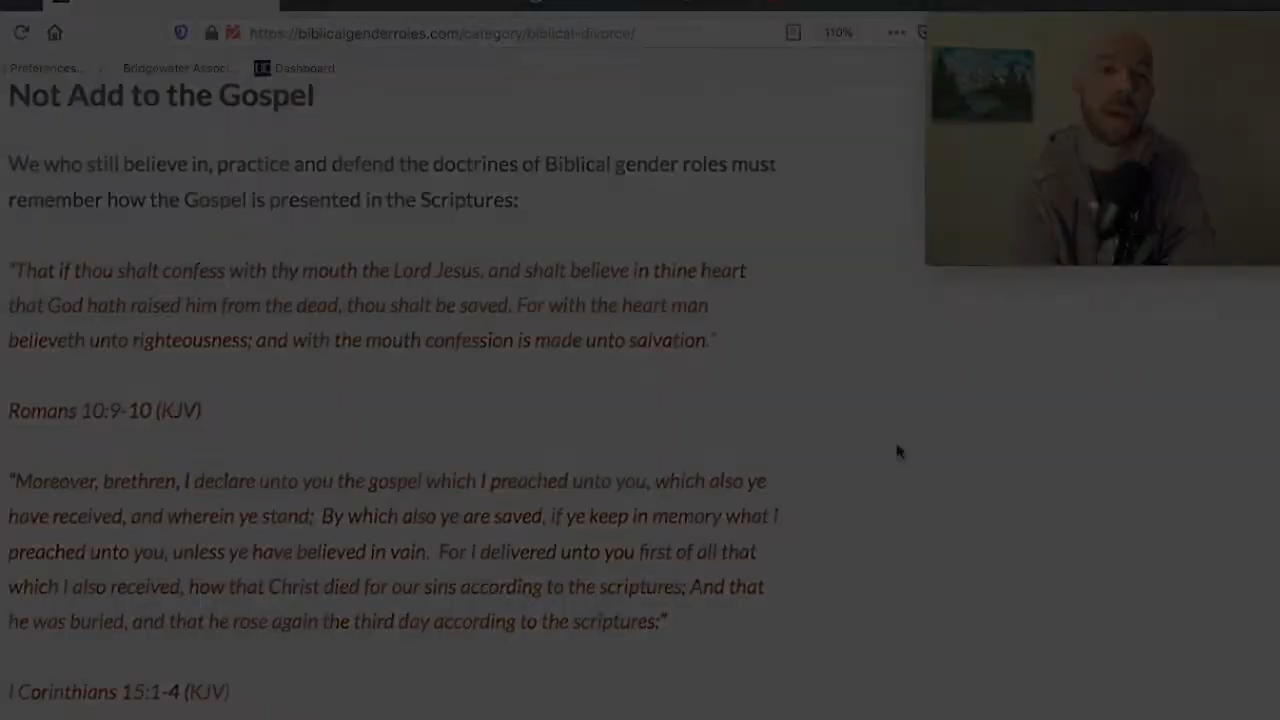 https://biblicalgenderroles.com/category/biblical-divorce/
110%
Preferences...
Bridgewater Associ...
Dashboard
Not Add to the Gospel
We who still believe in, practice and defend the doctrines of Biblical gender roles must
remember how the Gospel is presented in the Scriptures:
"That if thou shalt confess with thy mouth the Lord Jesus, and shalt believe in thine heart
that God hath raised him from the dead, thou shalt be saved. For with the heart man
believeth unto righteousness; and with the mouth confession is made unto salvation."
Romans 10:9-10 (KJV)
"Moreover, brethren, I declare unto you the gospel which I preached unto you, which also ye
have received, and wherein ye stand; By which also ye are saved, if ye keep in memory what I
preached unto you, unless ye have believed in vain. For I delivered unto you first of all that
which I also received, how that Christ died for our sins according to the scriptures; And that
he was buried, and that he rose again the third day according to the scriptures:"
I Corinthians 15:1-4 (KJV)